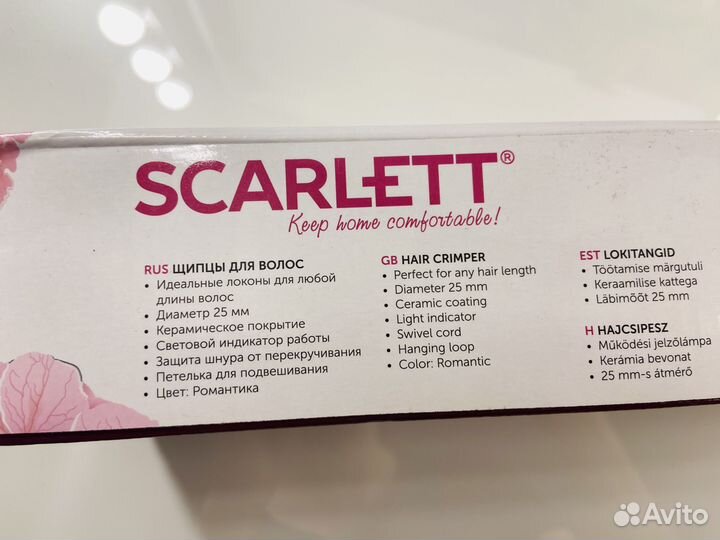 SCARLETT®
Keep home comfortable!
RUS ЩИПЦЫ ДЛЯ ВОЛОС
• Идеальные локоны для любой
длины волос
• Диаметр 25 мм
• Керамическое покрытие
• Световой индикатор работы
• Защита шнура от перекручивания
• Петелька для подвешивания
• Цвет: Романтика
GB HAIR CRIMPER
• Perfect for any hair length
• Diameter 25 mm
• Ceramic coating
• Light indicator
• Swivel cord
• Hanging loop
• Color: Romantic
EST LOKITANGID
• Töötamise märgutuli
• Keraamilise kattega
• Läbimõõt 25 mm
H HAJCSIPESZ
• Működési jelzőlámpa
• Kerámia bevonat
• 25 mm-s átmérő
Avito